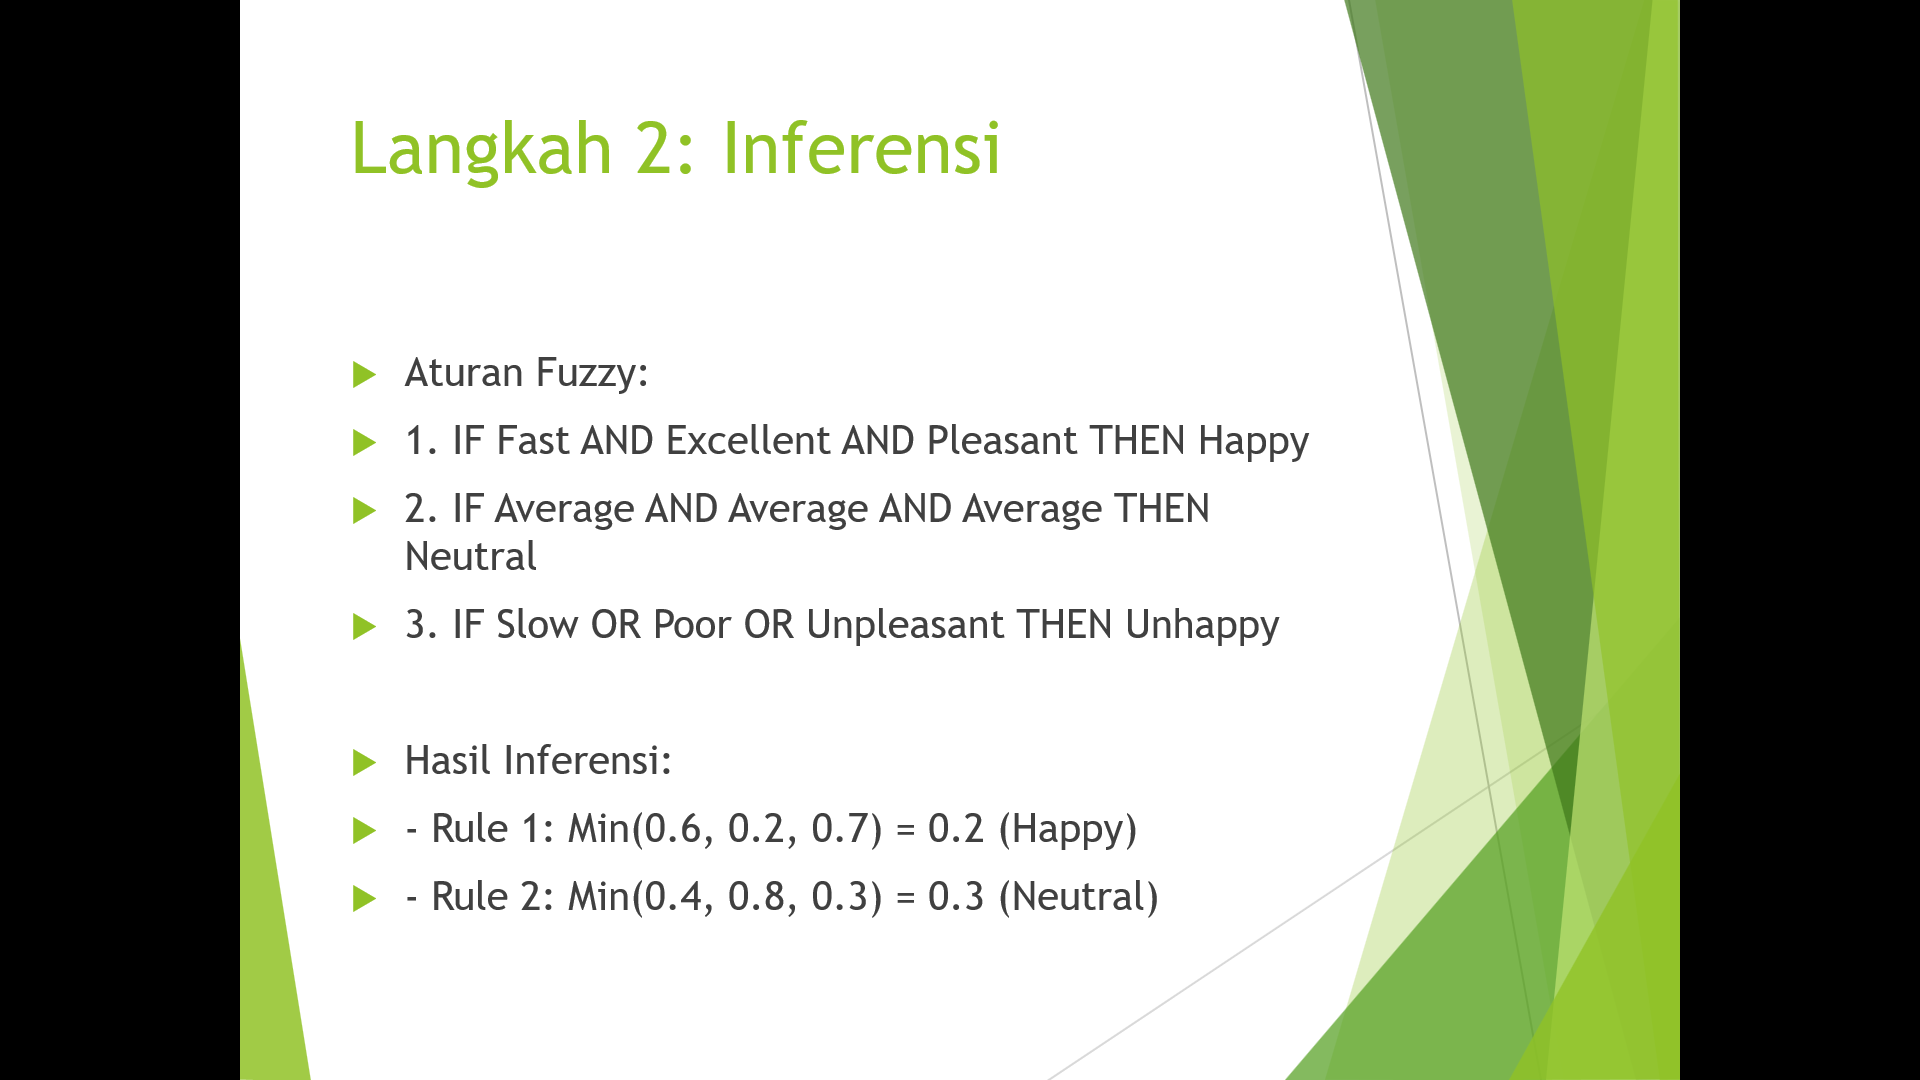 Langkah 2: Inferensi
Aturan Fuzzy:
1. IF Fast AND Excellent AND Pleasant THEN Happy
2. IF Average AND Average AND Average THEN
Neutral
3. IF Slow OR Poor OR Unpleasant THEN Unhappy
Hasil Inferensi:
- Rule 1: Min(0.6, 0.2, 0.7) = 0.2 (Happy)
- Rule 2: Min(0.4, 0.8, 0.3) = 0.3 (Neutral)